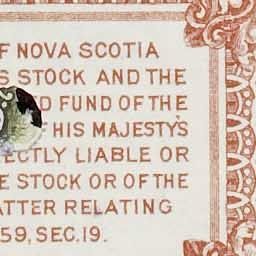 F NOVA SCOTIA
S STOCK AND THE
D FUND OF THE
HIS MAJESTY'S
ECTLY LIABLE OR
E STOCK OR OF THE
ATTER RELATING
59, SEC. 19.